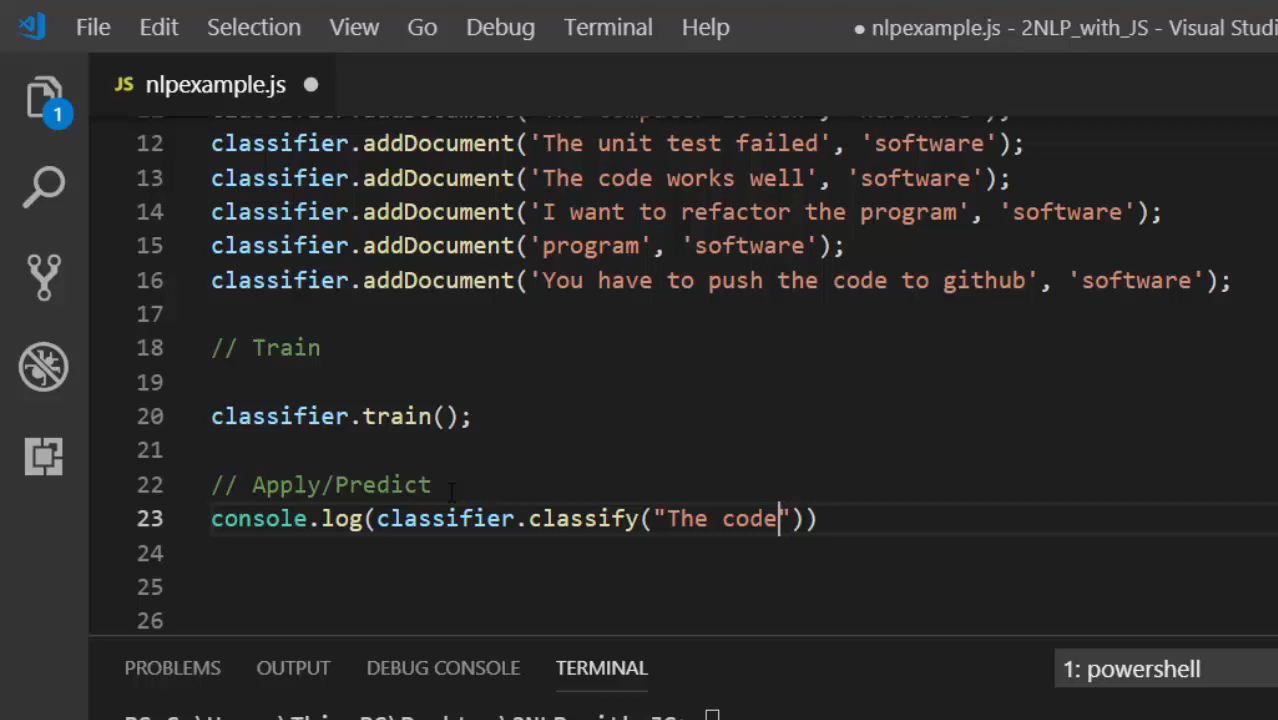 File Edit Selection View Go Debug Terminal Help ● nlpexample.js - 2NLP_with_JS - Visual Studi
1
JS nlpexample.js ●
12 classifier.addDocument('The unit test failed', 'software');
13 classifier.addDocument('The code works well', 'software');
14 classifier.addDocument('I want to refactor the program', 'software');
15 classifier.addDocument('program', 'software');
16 classifier.addDocument('You have to push the code to github', 'software');
17
18 // Train
19
20 classifier.train();
21
22 // Apply/Predict
23 console.log(classifier.classify("The code"))
24
25
26
PROBLEMS OUTPUT DEBUG CONSOLE TERMINAL 1: powershell